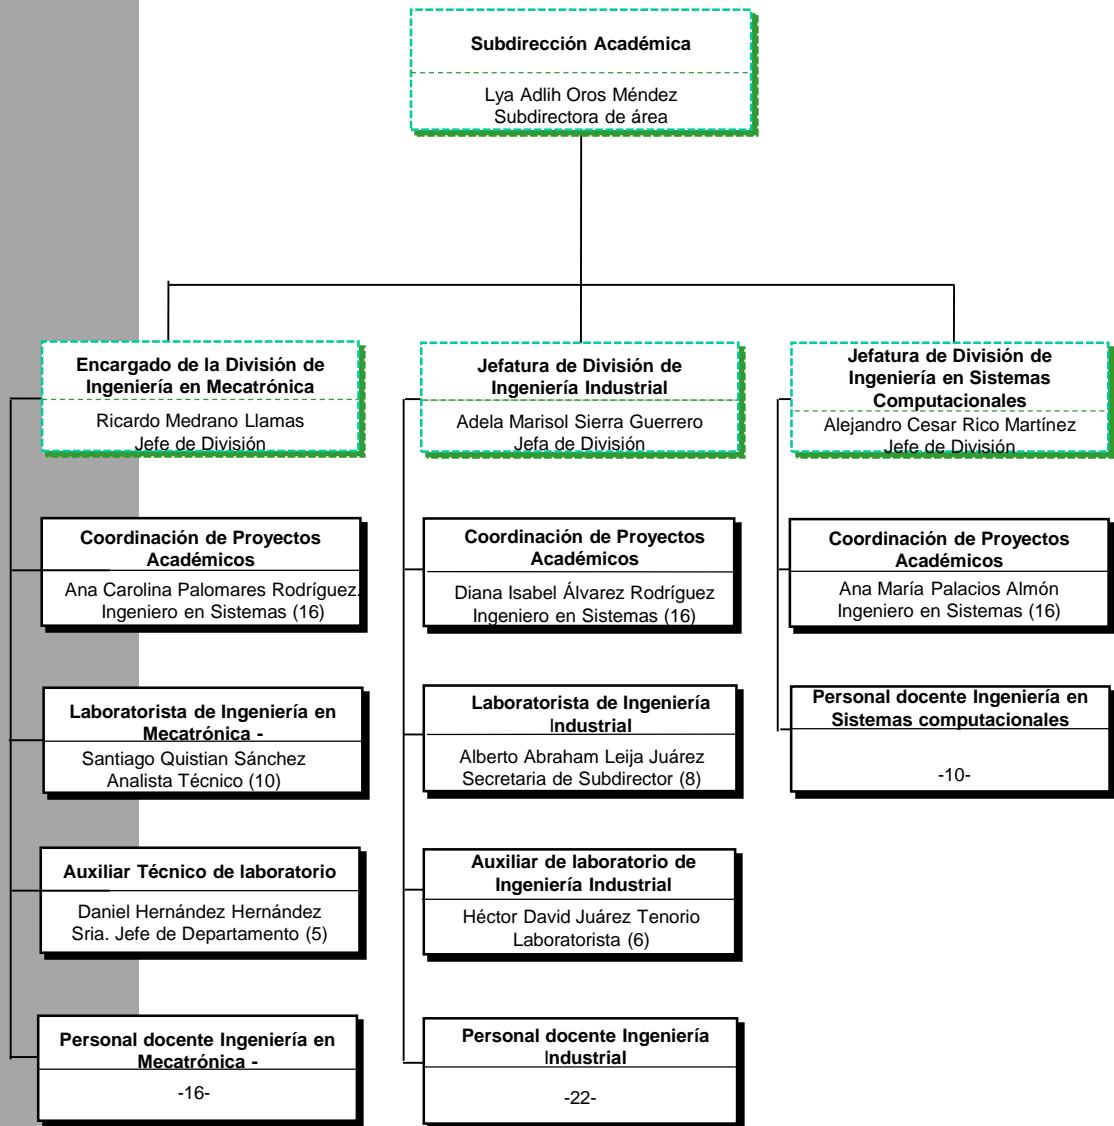 Subdirección Académica
Lya Adlih Oros Méndez
Subdirectora de área
Encargado de la División de
Ingeniería en Mecatrónica
Ricardo Medrano Llamas
Jefe de División
Jefatura de División de
Ingeniería Industrial
Adela Marisol Sierra Guerrero
Jefa de División
Jefatura de División de
Ingeniería en Sistemas
Computacionales
Alejandro Cesar Rico Martínez
Jefe de División
Coordinación de Proyectos
Académicos
Ana Carolina Palomares Rodríguez.
Ingeniero en Sistemas (16)
Coordinación de Proyectos
Académicos
Diana Isabel Álvarez Rodríguez
Ingeniero en Sistemas (16)
Coordinación de Proyectos
Académicos
Ana María Palacios Almón
Ingeniero en Sistemas (16)
Laboratorista de Ingeniería en
Mecatrónica -
Santiago Quistian Sánchez
Analista Técnico (10)
Laboratorista de Ingeniería
Industrial
Alberto Abraham Leija Juárez
Secretaria de Subdirector (8)
Personal docente Ingeniería en
Sistemas computacionales
-10-
Auxiliar Técnico de laboratorio
Daniel Hernández Hernández
Sria. Jefe de Departamento (5)
Auxiliar de laboratorio de
Ingeniería Industrial
Héctor David Juárez Tenorio
Laboratorista (6)
Personal docente Ingeniería en
Mecatrónica -
-16-
Personal docente Ingeniería
Industrial
-22-